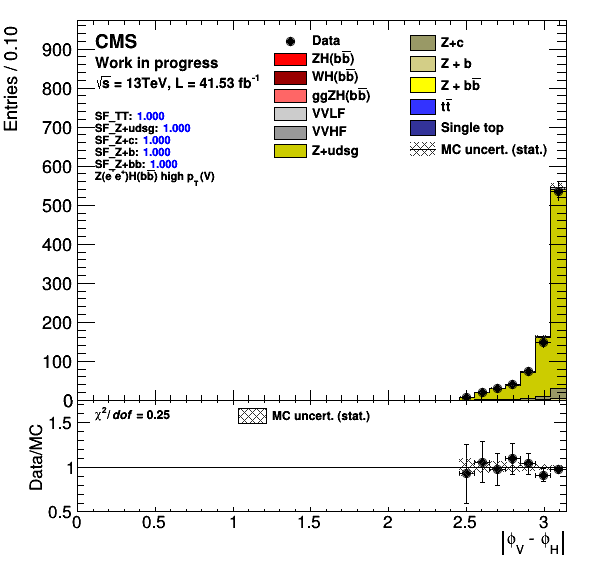 CMS
Work in progress
√s = 13TeV, L = 41.53 fb⁻¹
SF_TT: 1.000
SF_Z+udsg: 1.000
SF_Z+c: 1.000
SF_Z+b: 1.000
SF_Z+bb: 1.000
Z(e⁻e⁺)H(bb̅) high p_T(V)
Data
ZH(bb̅)
WH(bb̅)
ggZH(bb̅)
VVLF
VVHF
Z+udsg
Z+c
Z + b
Z + bb̅
tt̅
Single top
MC uncert. (stat.)
Entries / 0.10
900
800
700
600
500
400
300
200
100
0
χ²/dof = 0.25
MC uncert. (stat.)
Data/MC
1.5
1
0.5
0
0.5
1
1.5
2
2.5
3
|ϕ_V - ϕ_H|